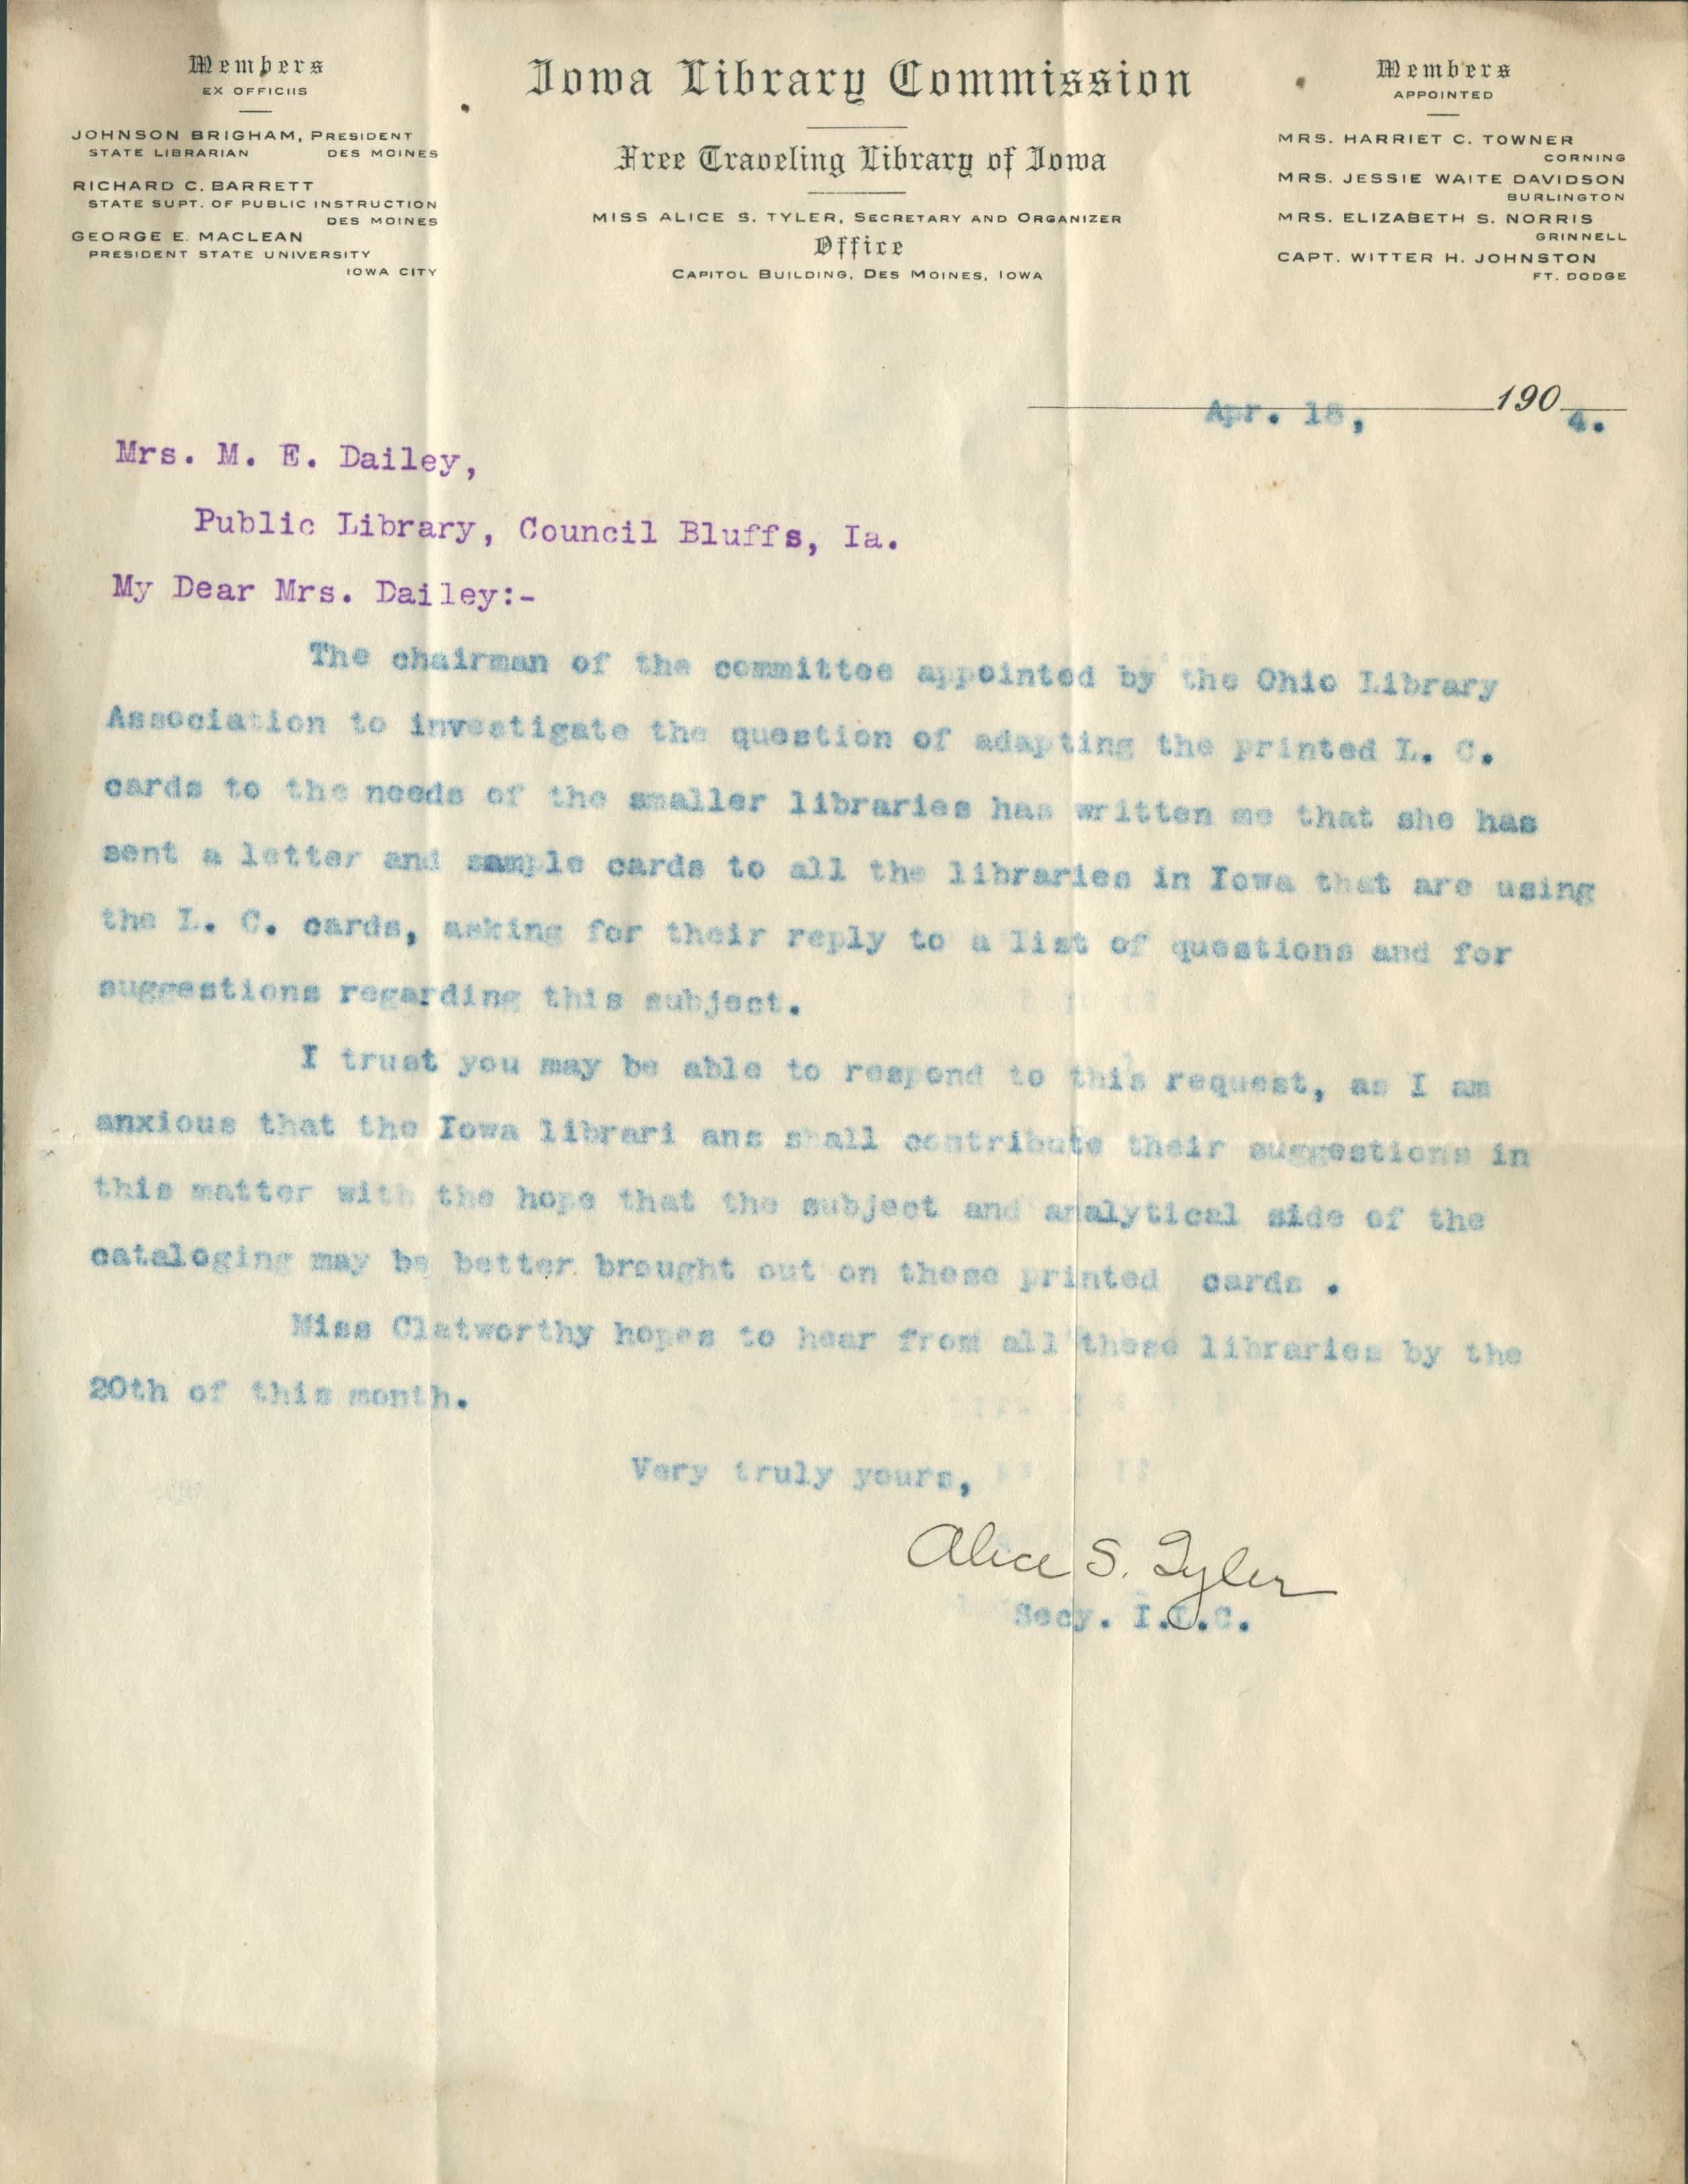 Members
EX OFFICIIS
JOHNSON BRIGHAM, PRESIDENT
STATE LIBRARIAN DES MOINES
RICHARD C. BARRETT
STATE SUPT. OF PUBLIC INSTRUCTION
DES MOINES
GEORGE E. MACLEAN
PRESIDENT STATE UNIVERSITY
IOWA CITY
Iowa Library Commission
Free Traveling Library of Iowa
MISS ALICE S. TYLER, SECRETARY AND ORGANIZER
Office
CAPITOL BUILDING, DES MOINES, IOWA
Members
APPOINTED
MRS. HARRIET C. TOWNER
CORNING
MRS. JESSIE WAITE DAVIDSON
BURLINGTON
MRS. ELIZABETH S. NORRIS
GRINNELL
CAPT. WITTER H. JOHNSTON
FT. DODGE
Apr. 18, 1904.
Mrs. M. E. Dailey,
Public Library, Council Bluffs, Ia.
My Dear Mrs. Dailey:-
The chairman of the committee appointed by the Ohio Library
Association to investigate the question of adapting the printed L. C.
cards to the needs of the smaller libraries has written me that she has
sent a letter and sample cards to all the libraries in Iowa that are using
the L. C. cards, asking for their reply to a list of questions and for
suggestions regarding this subject.
I trust you may be able to respond to this request, as I am
anxious that the Iowa librari ans shall contribute their suggestions in
this matter with the hope that the subject and analytical side of the
cataloging may be better brought out on these printed cards .
Miss Clatworthy hopes to hear from all these libraries by the
20th of this month.
Very truly yours,
Alice S. Tyler
Secy. I.L.C.